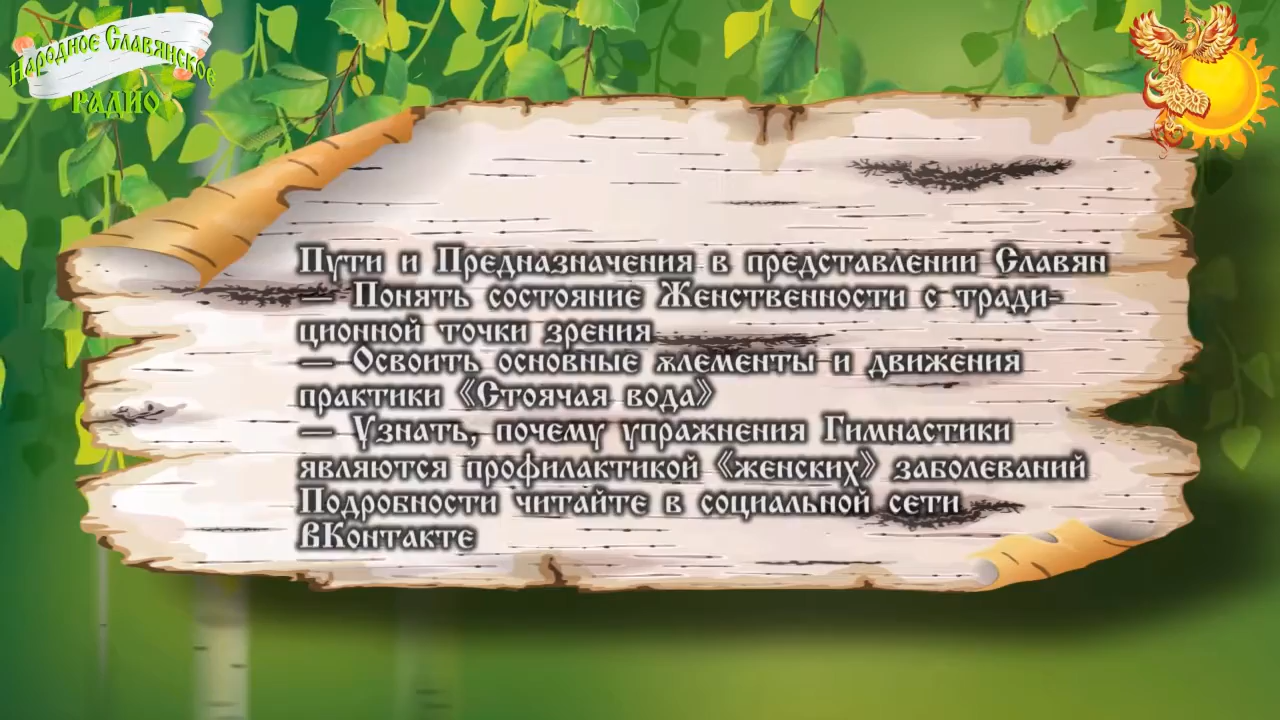 Народное Славянское
РАДИО
Пути и Предназначения в представлении Славян
— Понять состояние Женственности с тради-
ционной точки зрения
— Освоить основные ѫлементы и движения
практики《Стоячая вода》
— Узнать, почему упражнения Гимнастики
являются профилактикой《женских》заболеваний
Подробности читайте в социальной сети
ВКонтакте